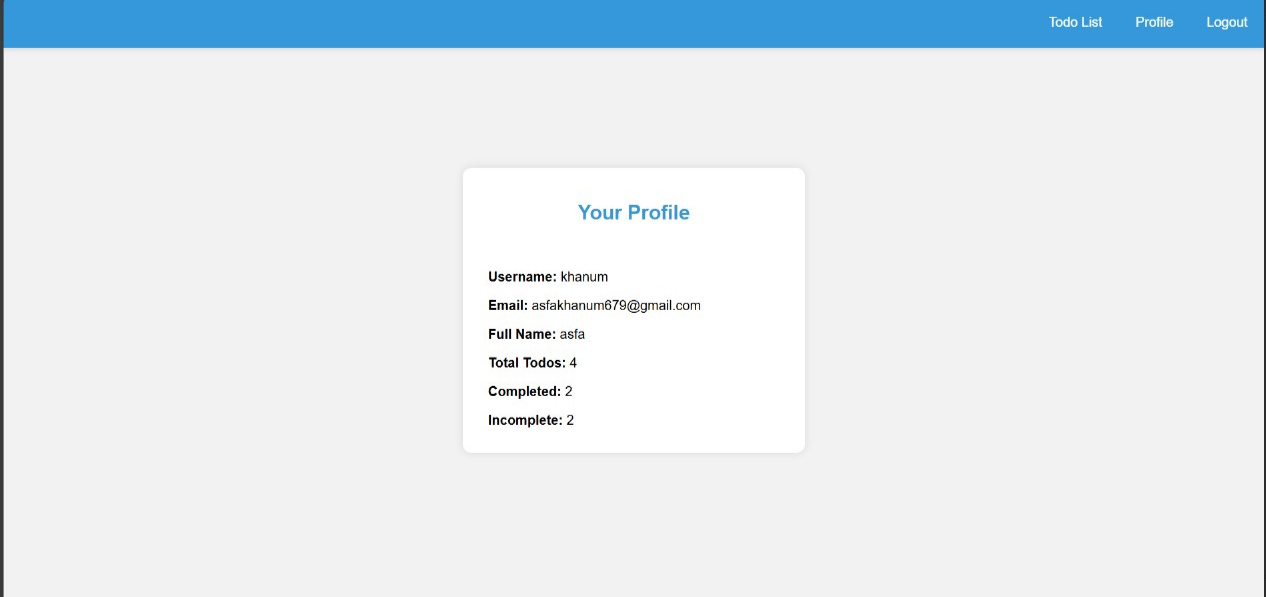 Todo List Profile Logout
Your Profile
Username: khanum
Email: asfakhanum679@gmail.com
Full Name: asfa
Total Todos: 4
Completed: 2
Incomplete: 2